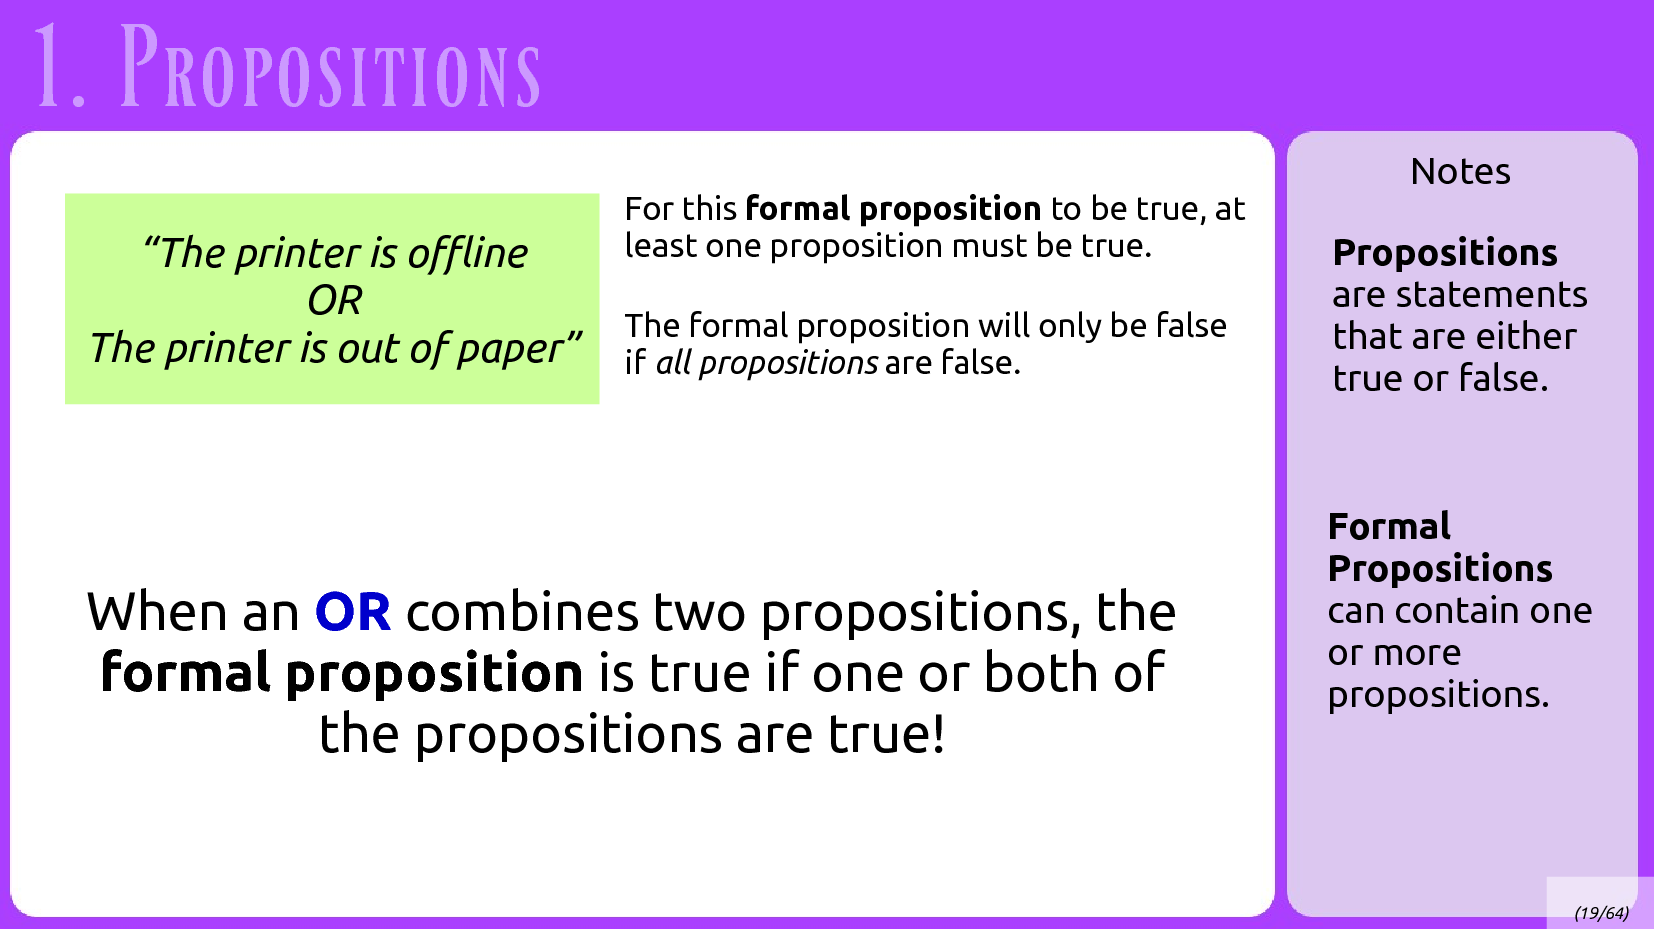 1. Propositions
“The printer is offline
OR
The printer is out of paper”
For this formal proposition to be true, at
least one proposition must be true.
The formal proposition will only be false
if all propositions are false.
When an OR combines two propositions, the
formal proposition is true if one or both of
the propositions are true!
Notes
Propositions
are statements
that are either
true or false.
Formal
Propositions
can contain one
or more
propositions.
(19/64)